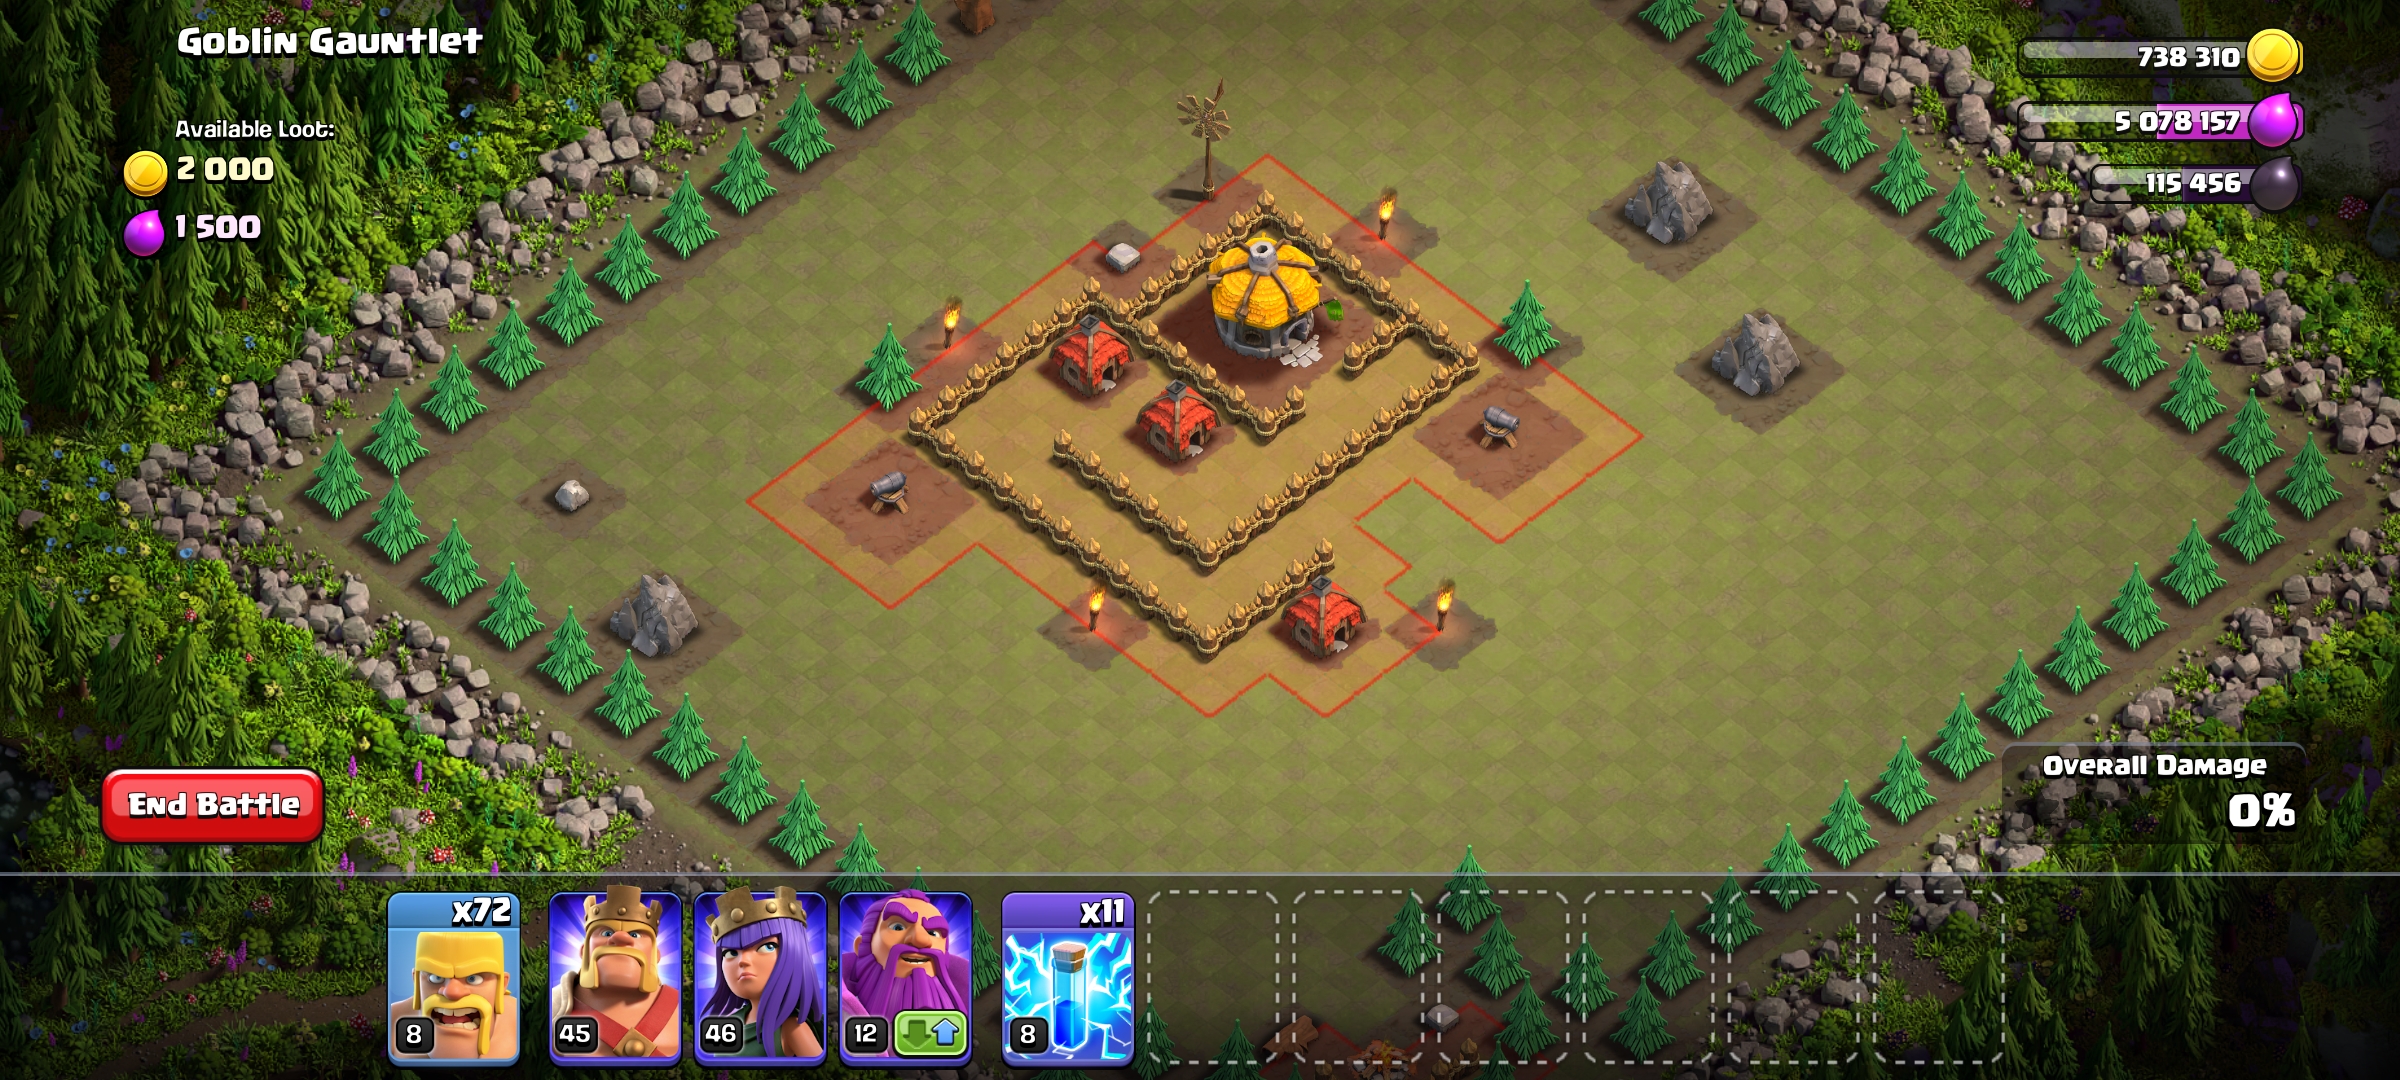 Goblin Gauntlet
Available Loot:
2 000
1 500
738 310
5 078 157
115 456
End Battle
Overall Damage
0%
x72
8
45
46
12
x11
8